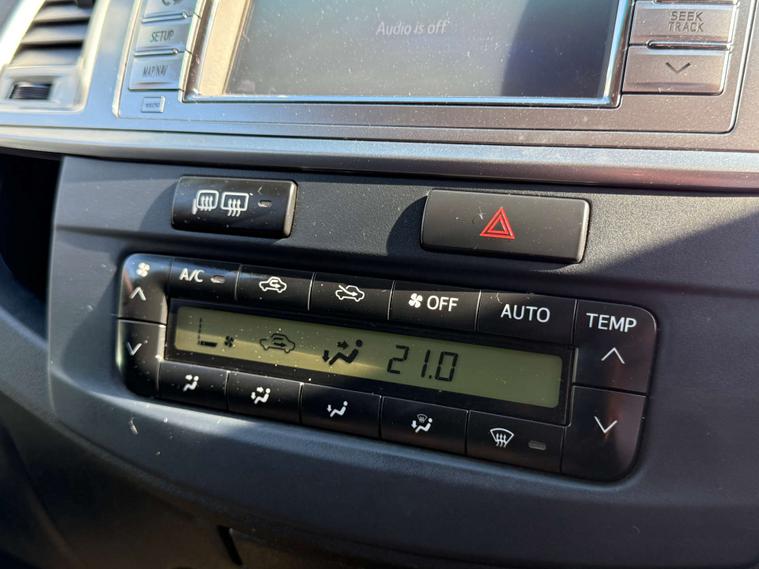 Audio is off
SEEK
TRACK
SETUP
MAP/NAV
A/C
OFF
AUTO
TEMP
L
21.0